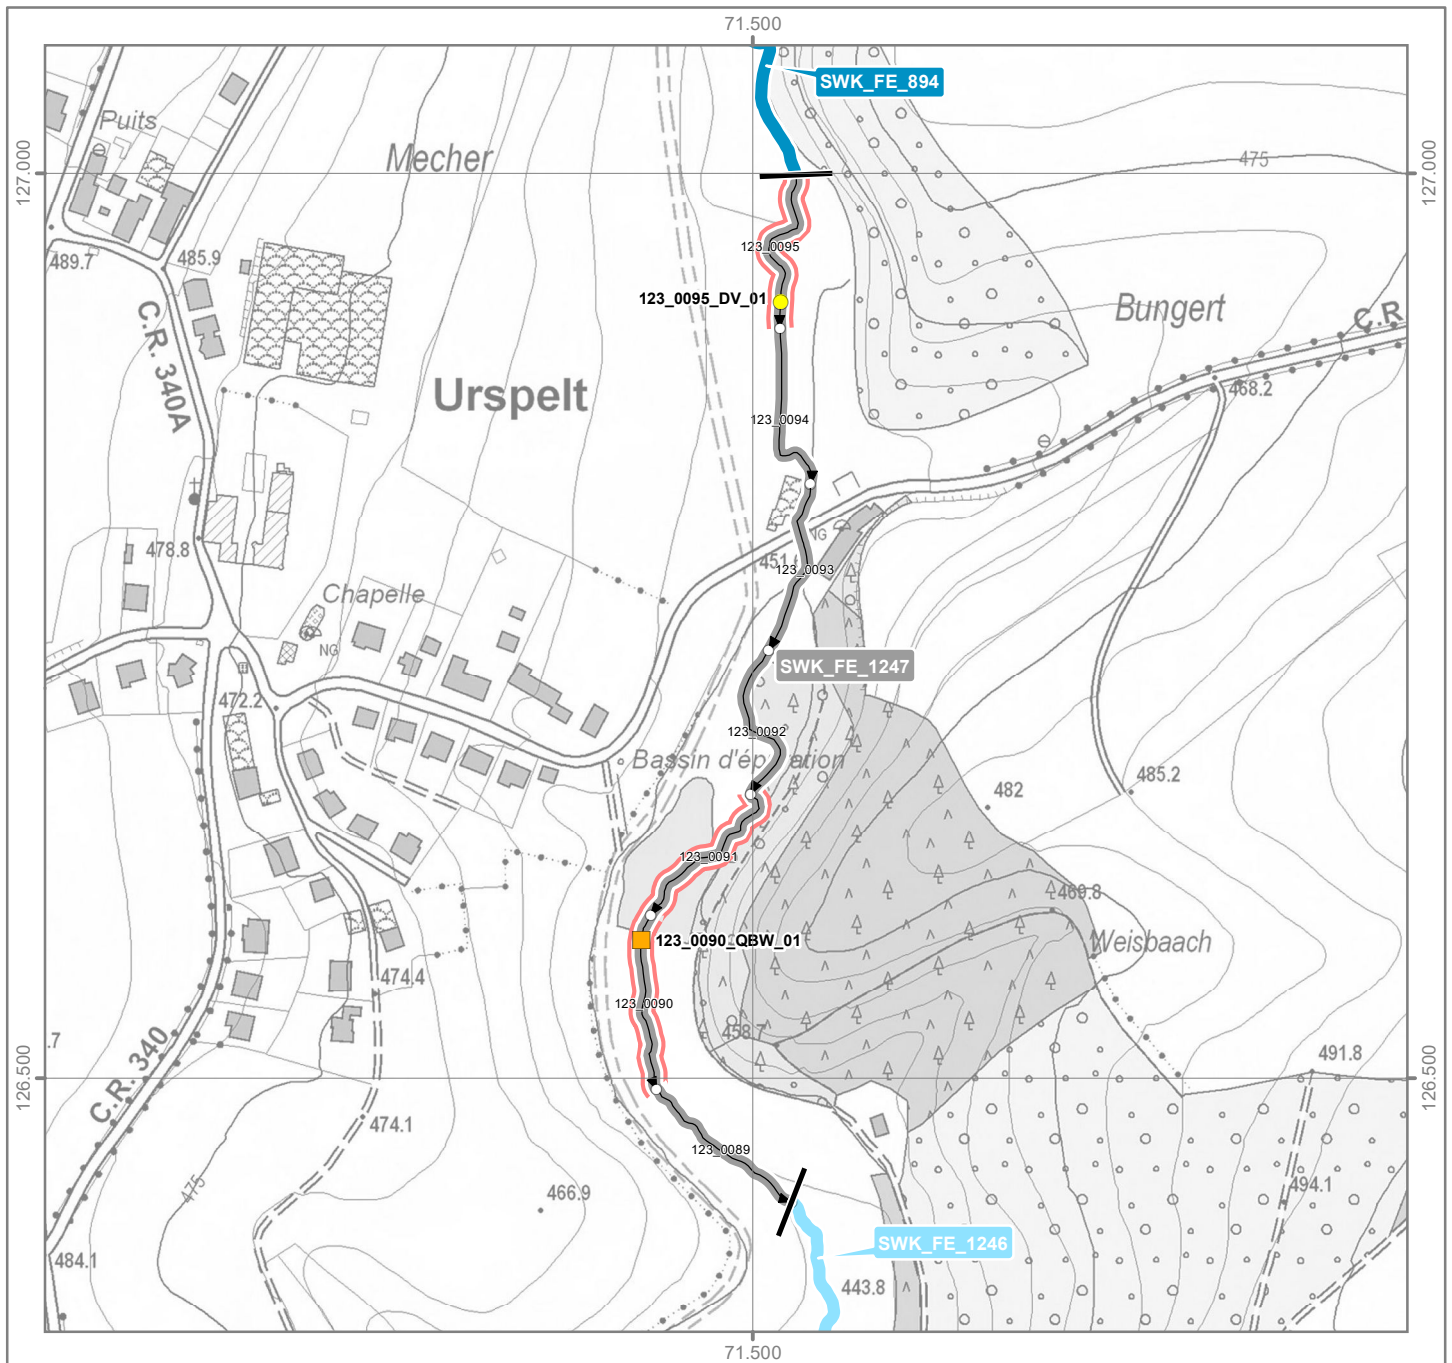 71.500
SWK_FE_894
Puits
Mecher
475
127.000
127.000
123_0095
489.7
485.9
123_0095_DV_01
Bungert
C.R
C.R. 340A
Urspelt
468.2
123_0094
NG
478.8
451.
123_0093
Chapelle
NG
SWK_FE_1247
472.2
123_0092
Bassin d'ép ation
485.2
482
123_0091
469.8
123_0090_QBW_01
Weisbaach
474.4
123_0090
458.7
.7
C.R. 340
491.8
126.500
126.500
474.1
123_0089
475
466.9
494.1
SWK_FE_1246
484.1
443.8
71.500